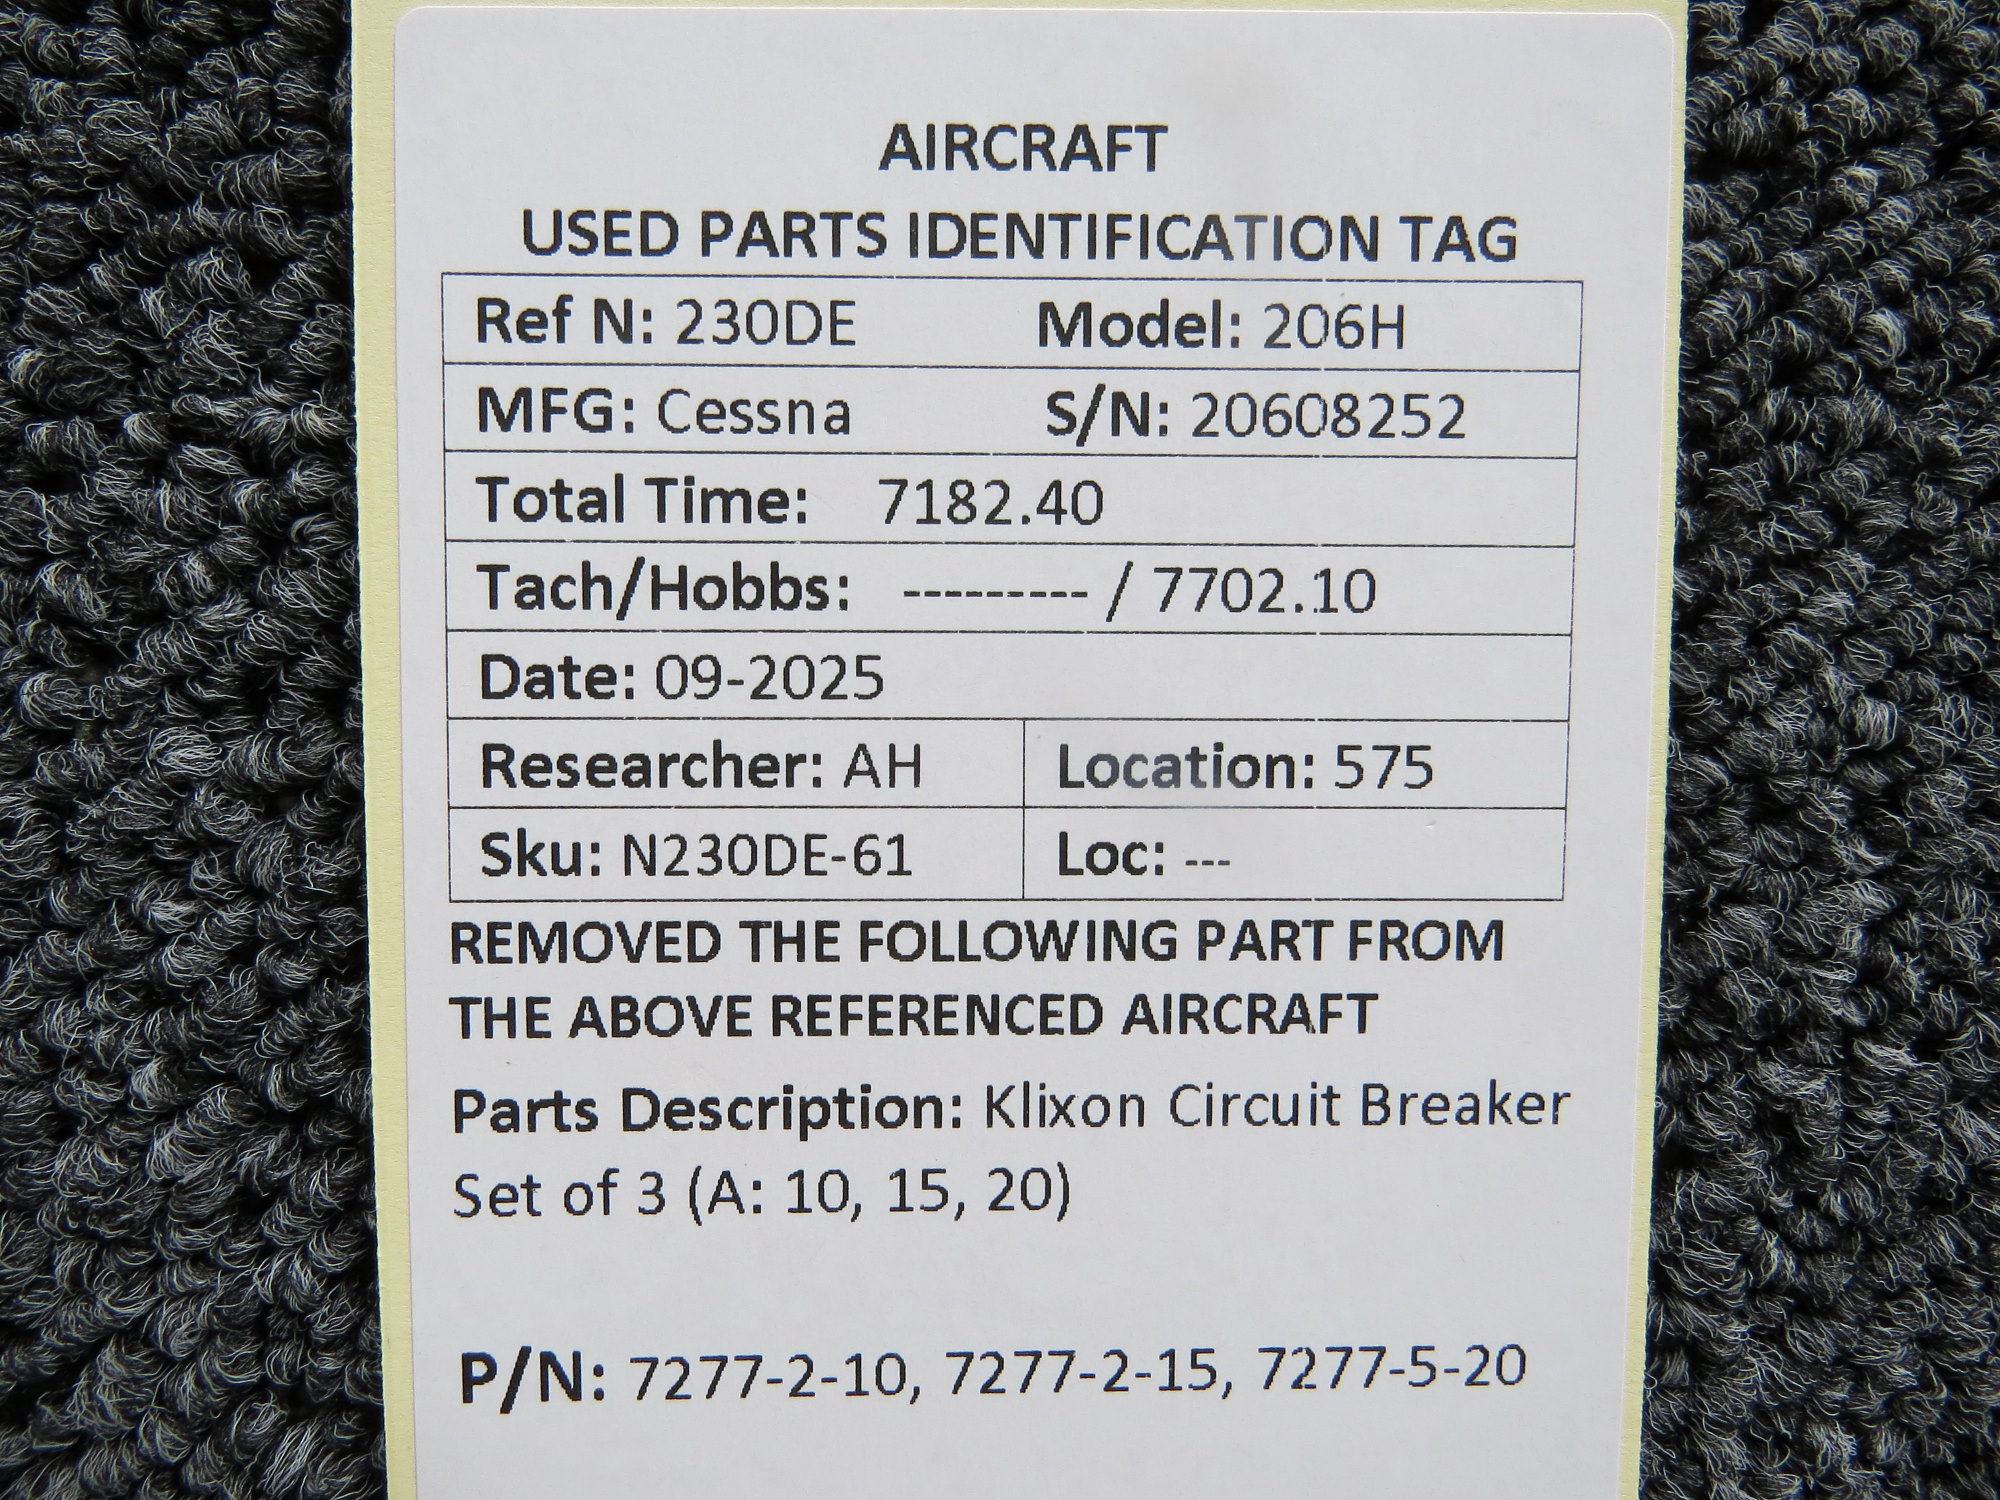 AIRCRAFT
USED PARTS IDENTIFICATION TAG
Ref N: 230DE Model: 206H
MFG: Cessna S/N: 20608252
Total Time: 7182.40
Tach/Hobbs: --------- / 7702.10
Date: 09-2025
Researcher: AH Location: 575
Sku: N230DE-61 Loc: ---
REMOVED THE FOLLOWING PART FROM
THE ABOVE REFERENCED AIRCRAFT
Parts Description: Klixon Circuit Breaker
Set of 3 (A: 10, 15, 20)
P/N: 7277-2-10, 7277-2-15, 7277-5-20